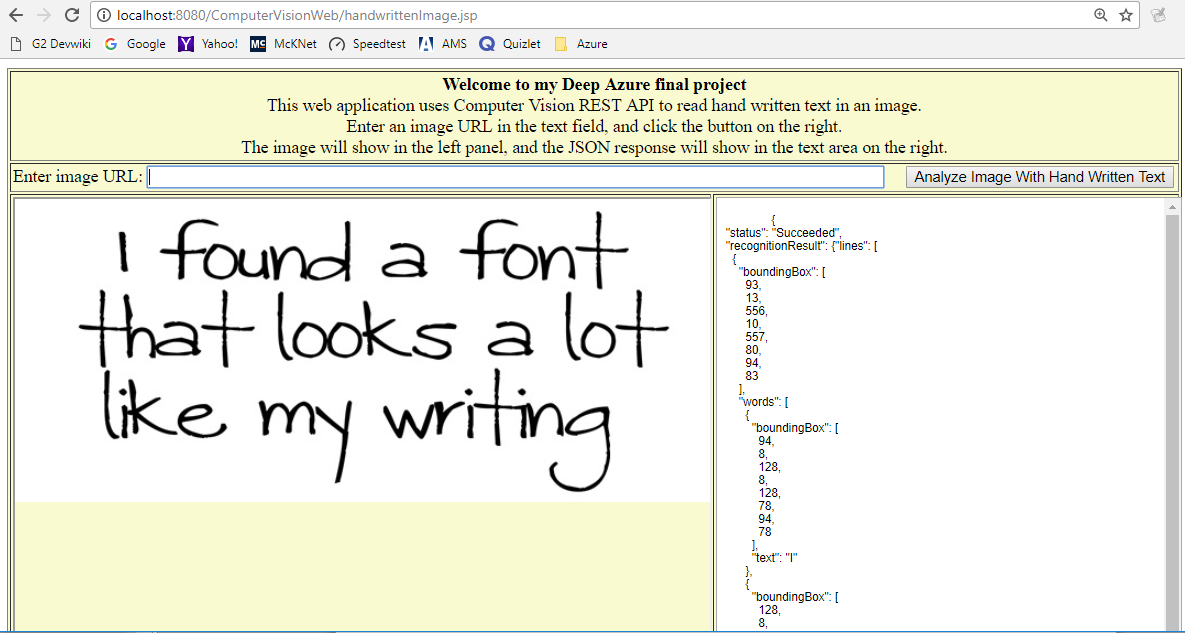 localhost:8080/ComputerVisionWeb/handwrittenImage.jsp
G2 Devwiki Google Yahoo! McKNet Speedtest AMS Quizlet Azure
Welcome to my Deep Azure final project
This web application uses Computer Vision REST API to read hand written text in an image.
Enter an image URL in the text field, and click the button on the right.
The image will show in the left panel, and the JSON response will show in the text area on the right.
Enter image URL: Analyze Image With Hand Written Text
I found a font
that looks a lot
like my writing
{
"status": "Succeeded",
"recognitionResult": {"lines": [
{
"boundingBox": [
93,
13,
556,
10,
557,
80,
94,
83
],
"words": [
{
"boundingBox": [
94,
8,
128,
8,
128,
78,
94,
78
],
"text": "I"
},
{
"boundingBox": [
128,
8,